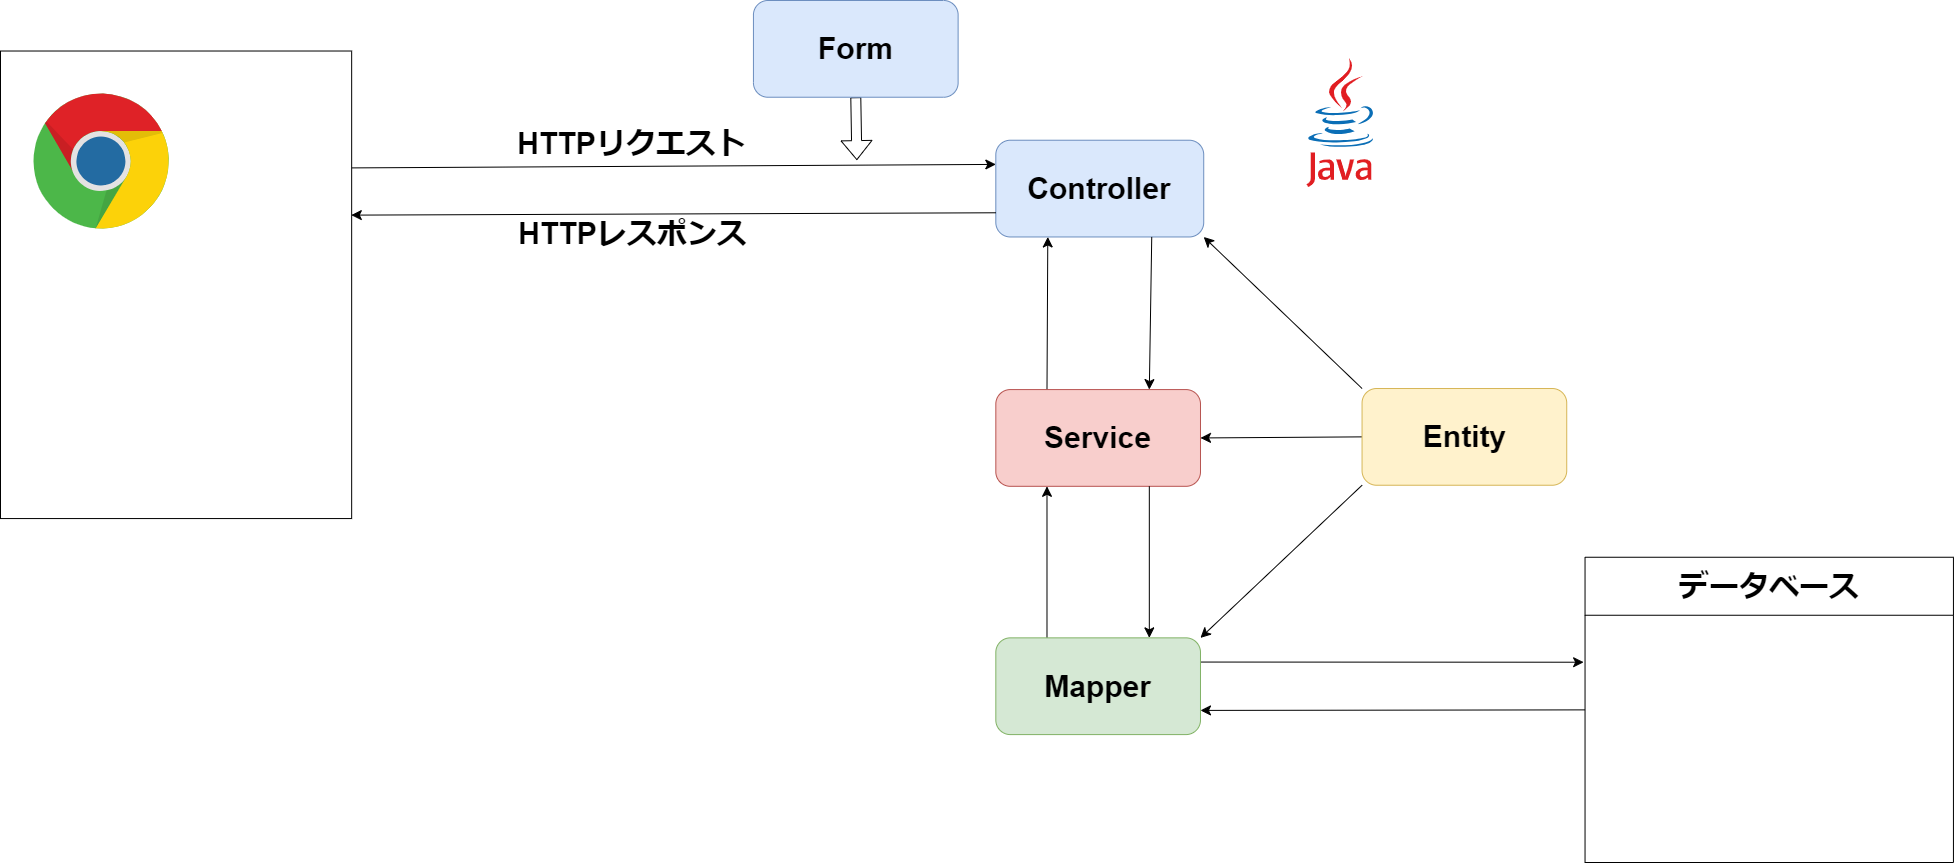 Form
HTTPリクエスト
Java
Controller
HTTPレスポンス
Service
Entity
データベース
Mapper